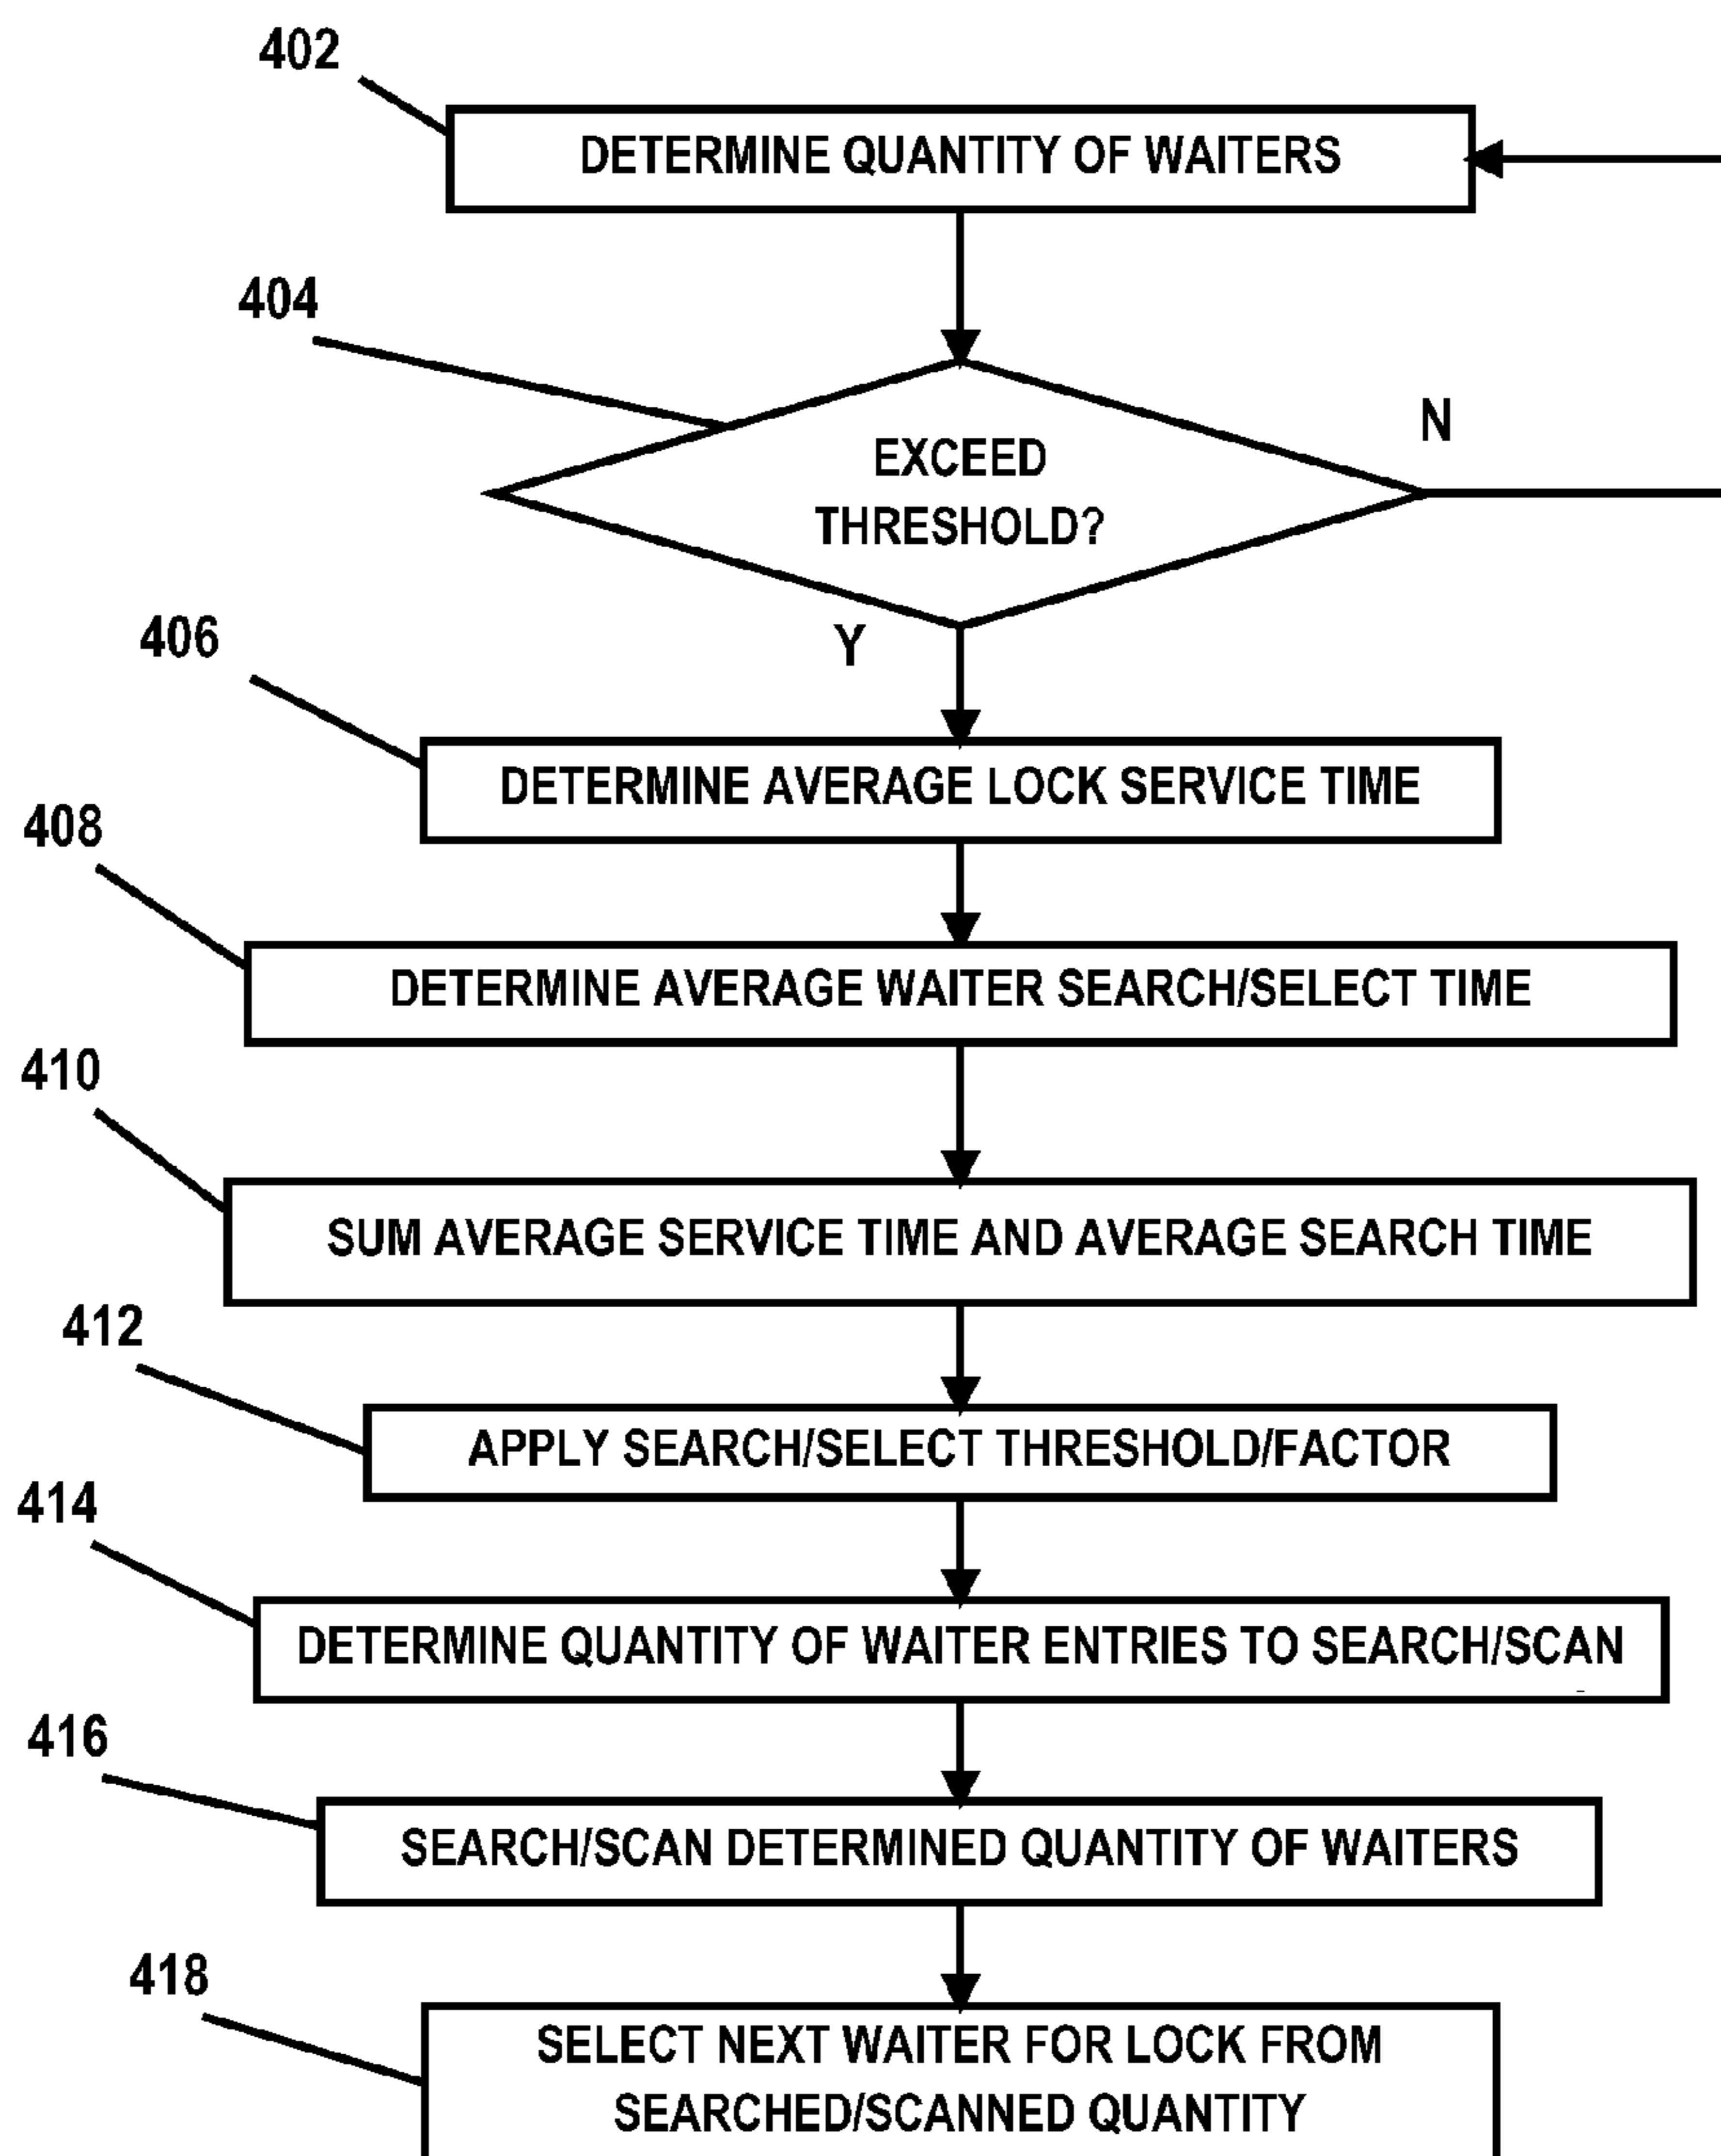 402
DETERMINE QUANTITY OF WAITERS
404
EXCEED
THRESHOLD?
N
Y
406
DETERMINE AVERAGE LOCK SERVICE TIME
408
DETERMINE AVERAGE WAITER SEARCH/SELECT TIME
410
SUM AVERAGE SERVICE TIME AND AVERAGE SEARCH TIME
412
APPLY SEARCH/SELECT THRESHOLD/FACTOR
414
DETERMINE QUANTITY OF WAITER ENTRIES TO SEARCH/SCAN
416
SEARCH/SCAN DETERMINED QUANTITY OF WAITERS
418
SELECT NEXT WAITER FOR LOCK FROM
SEARCHED/SCANNED QUANTITY